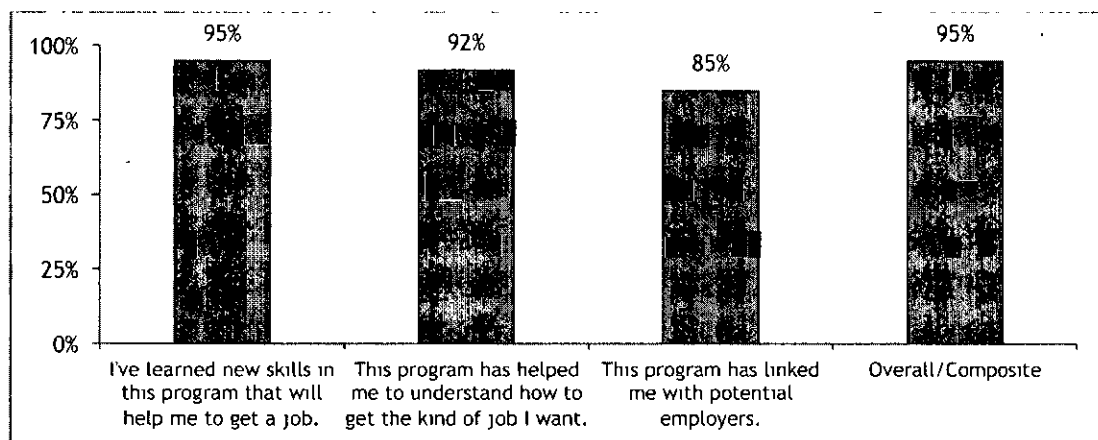 95%
92%
85%
95%
100%
75%
50%
25%
0%
I've learned new skills in
this program that will
help me to get a job.
This program has helped
me to understand how to
get the kind of job I want.
This program has linked
me with potential
employers.
Overall/Composite